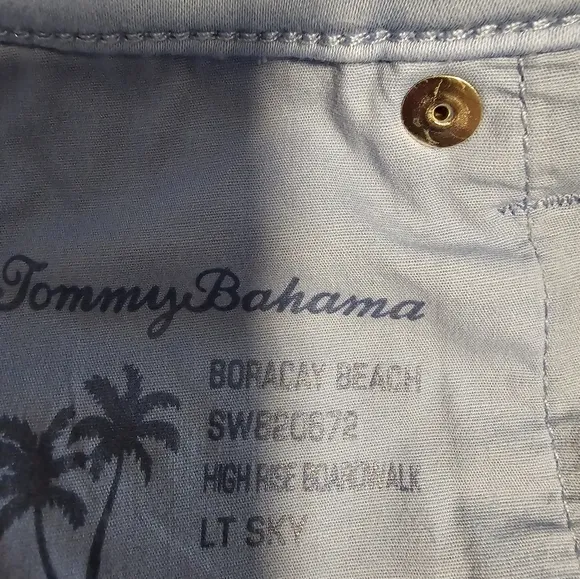 Tommy Bahama
BORACAY BEACH
SW820672
HIGH RISE BOARDWALK
LT SKY